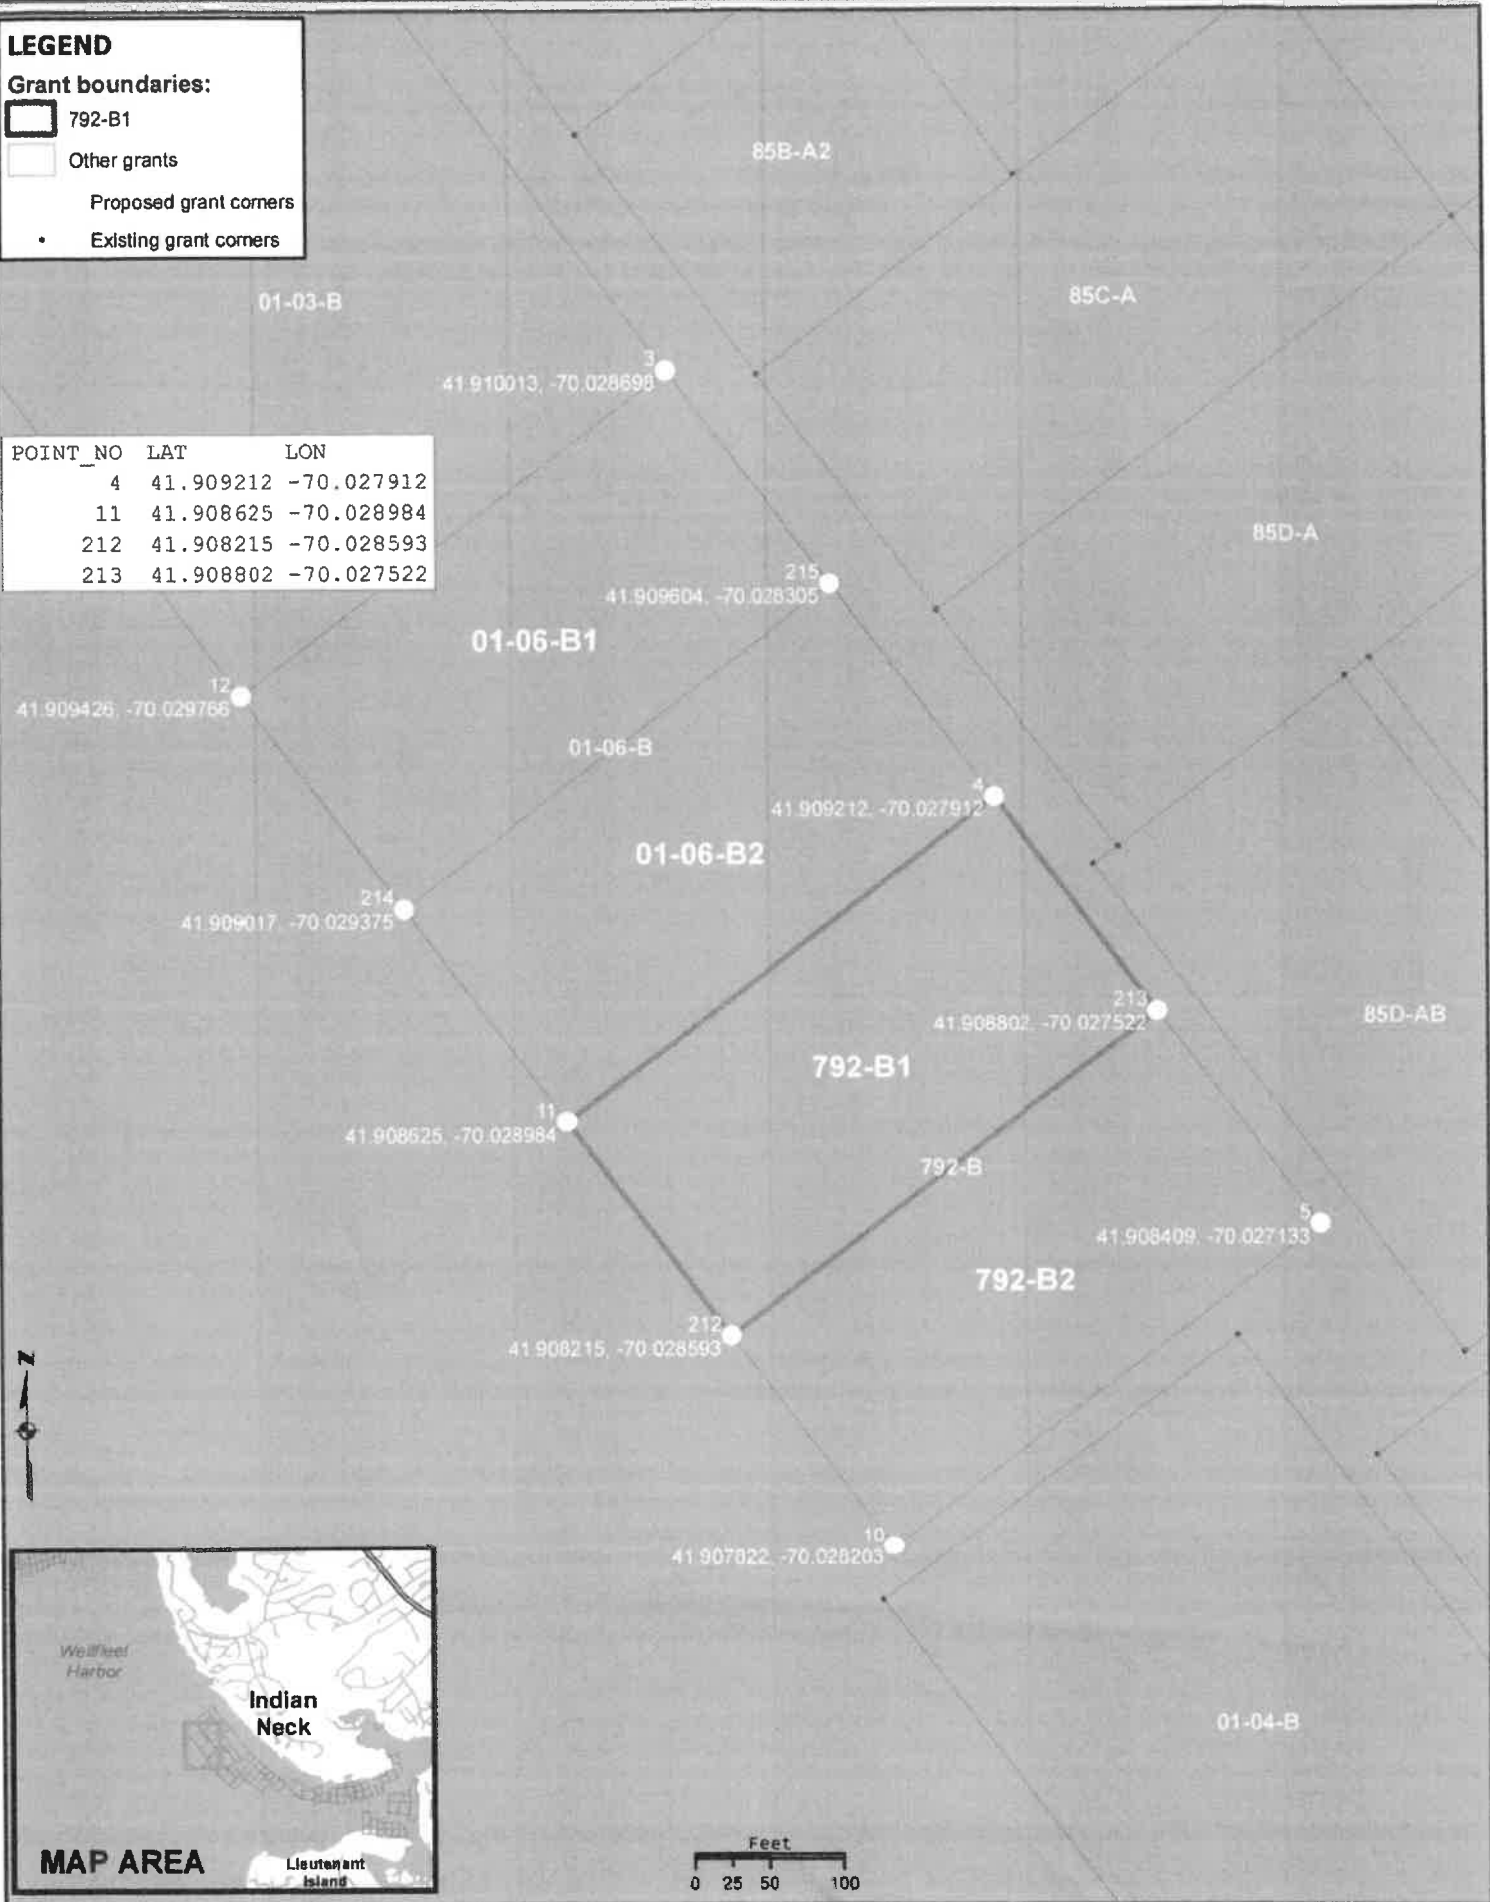 LEGEND
Grant boundaries:
792-B1
Other grants
Proposed grant corners
Existing grant corners
85B-A2
01-03-B
85C-A
3
41.910013, -70.028698
POINT_NO LAT LON
4 41.909212 -70.027912
11 41.908625 -70.028984
212 41.908215 -70.028593
213 41.908802 -70.027522
85D-A
215
41.909604, -70.028305
01-06-B1
12
41.909426, -70.029766
01-06-B
4
41.909212, -70.027912
01-06-B2
214
41.909017, -70.029375
213
41.908802, -70.027522
85D-AB
792-B1
11
41.908625, -70.028984
792-B
5
41.908409, -70.027133
792-B2
212
41.908215, -70.028593
N
10
41.907822, -70.028203
Wellfleet
Harbor
Indian
Neck
01-04-B
MAP AREA
Lieutenant
Island
Feet
0 25 50 100